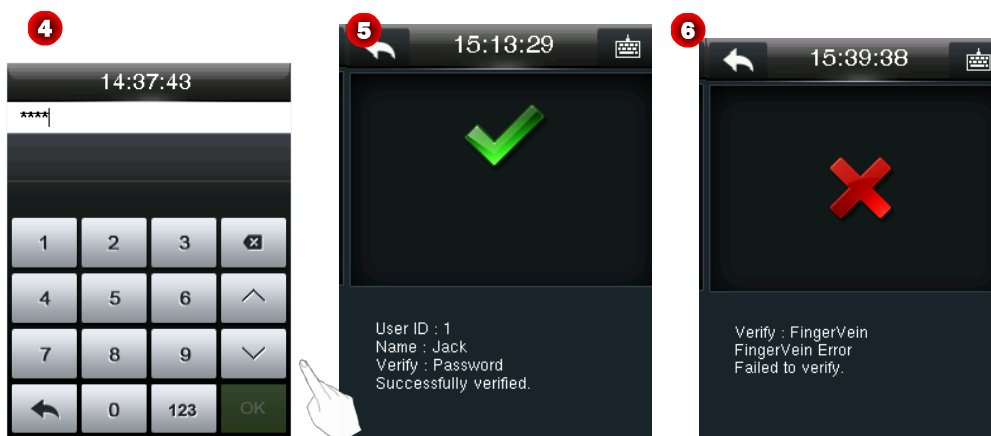 4
14:37:43
****
1 2 3
4 5 6
7 8 9
0 123 OK
5
15:13:29
User ID : 1
Name : Jack
Verify : Password
Successfully verified.
6
15:39:38
Verify : FingerVein
FingerVein Error
Failed to verify.